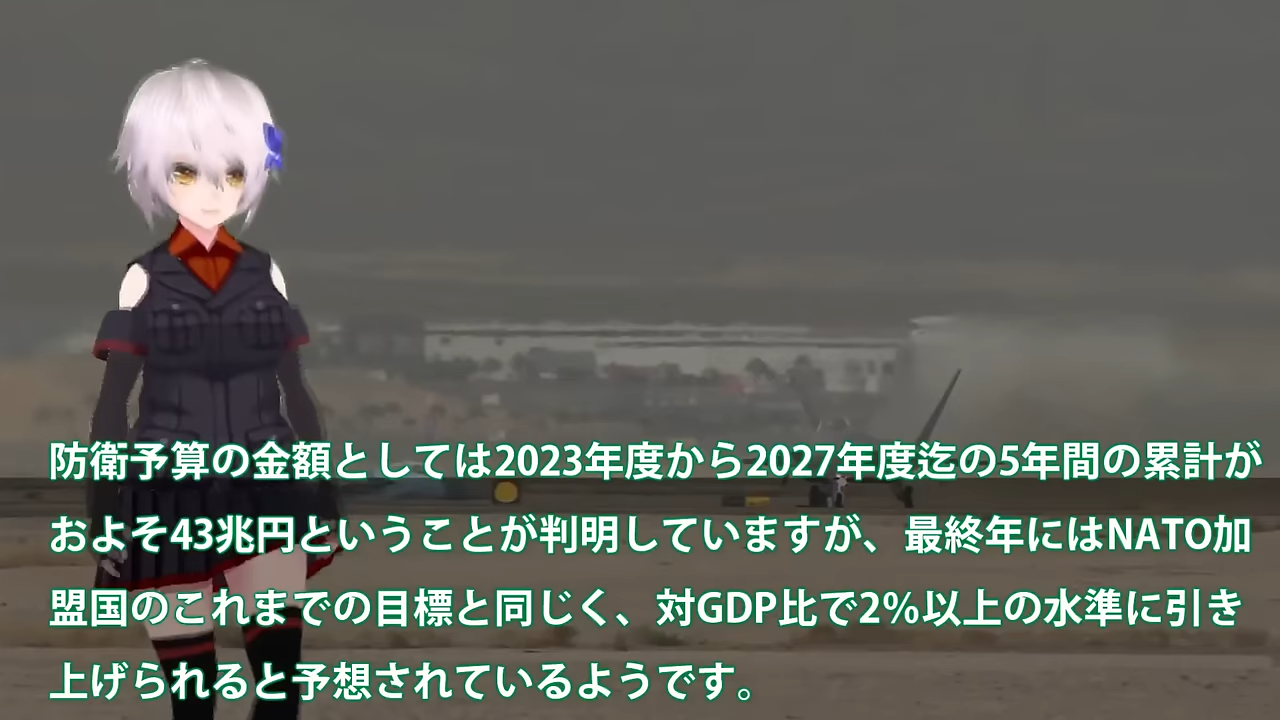 防衛予算の金額としては2023年度から2027年度迄の5年間の累計が
およそ43兆円ということが判明していますが、最終年にはNATO加
盟国のこれまでの目標と同じく、対GDP比で2%以上の水準に引き
上げられると予想されているようです。